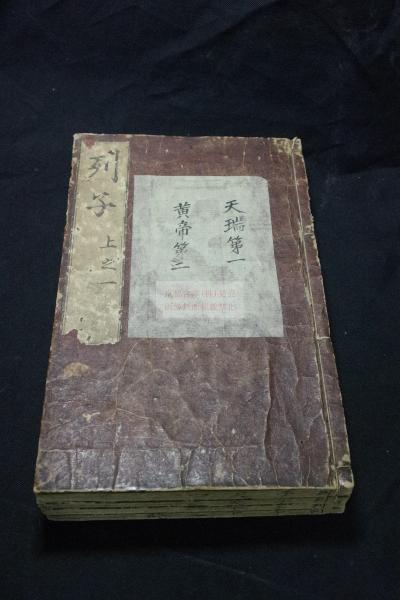 列子 上之一
天瑞第一
黄帝第二